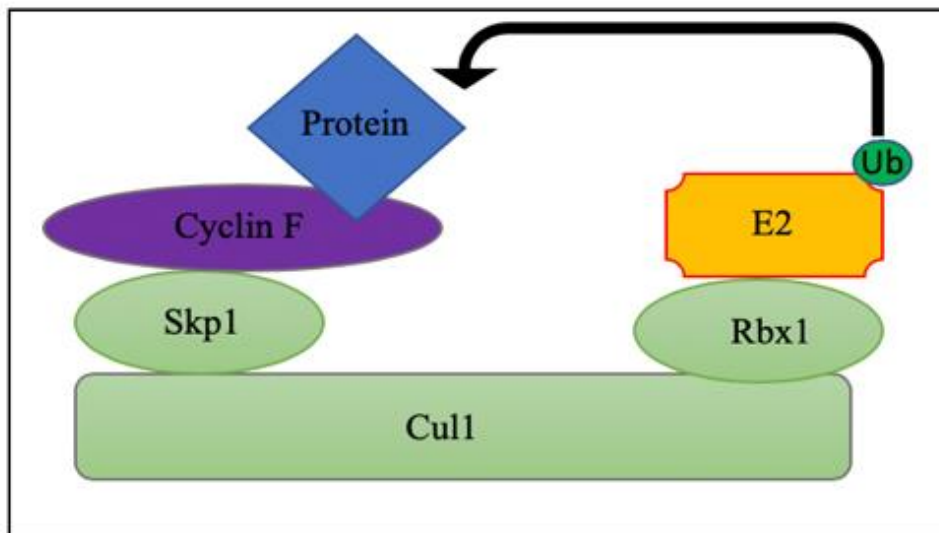 Protein
Ub
Cyclin F
E2
Skp1
Rbx1
Cul1